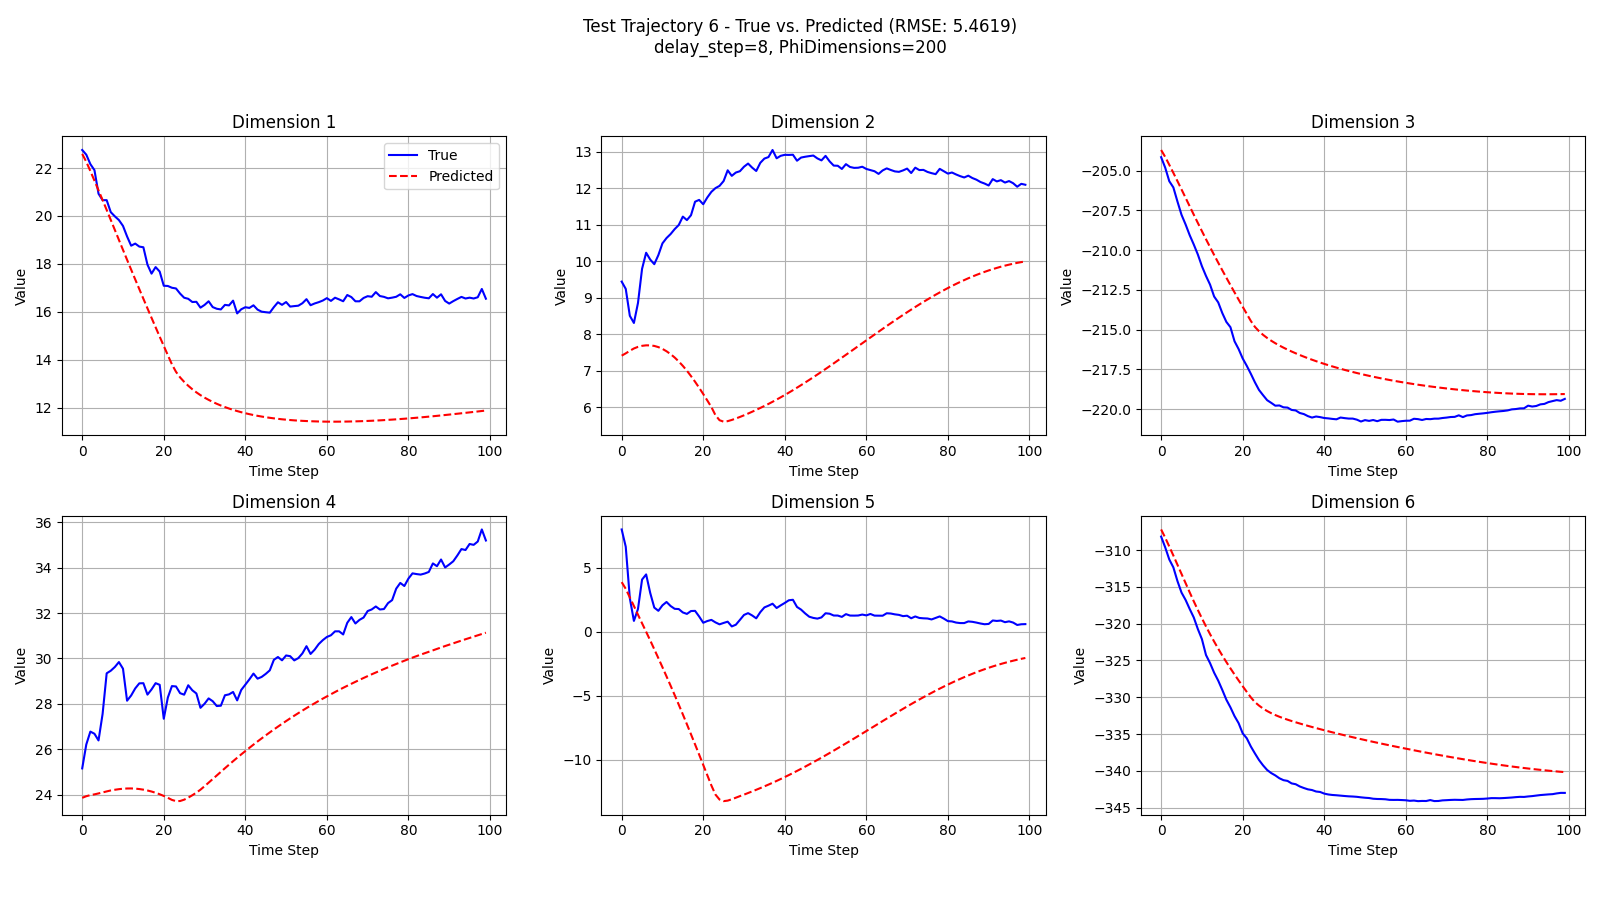 Test Trajectory 6 - True vs. Predicted (RMSE: 5.4619)
delay_step=8, PhiDimensions=200
Dimension 1
22
20
18
16
14
12
0 20 40 60 80 100
Value
Time Step
True
Predicted
Dimension 2
13
12
11
10
9
8
7
6
0 20 40 60 80 100
Value
Time Step
Dimension 3
−205.0
−207.5
−210.0
−212.5
−215.0
−217.5
−220.0
0 20 40 60 80 100
Value
Time Step
Dimension 4
36
34
32
30
28
26
24
0 20 40 60 80 100
Value
Time Step
Dimension 5
5
0
−5
−10
0 20 40 60 80 100
Value
Time Step
Dimension 6
−310
−315
−320
−325
−330
−335
−340
−345
0 20 40 60 80 100
Value
Time Step